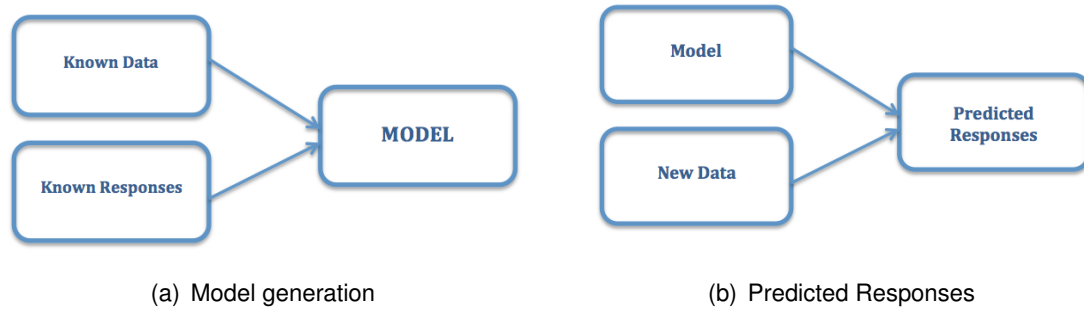 Known Data
Known Responses
MODEL
(a) Model generation
Model
New Data
Predicted
Responses
(b) Predicted Responses